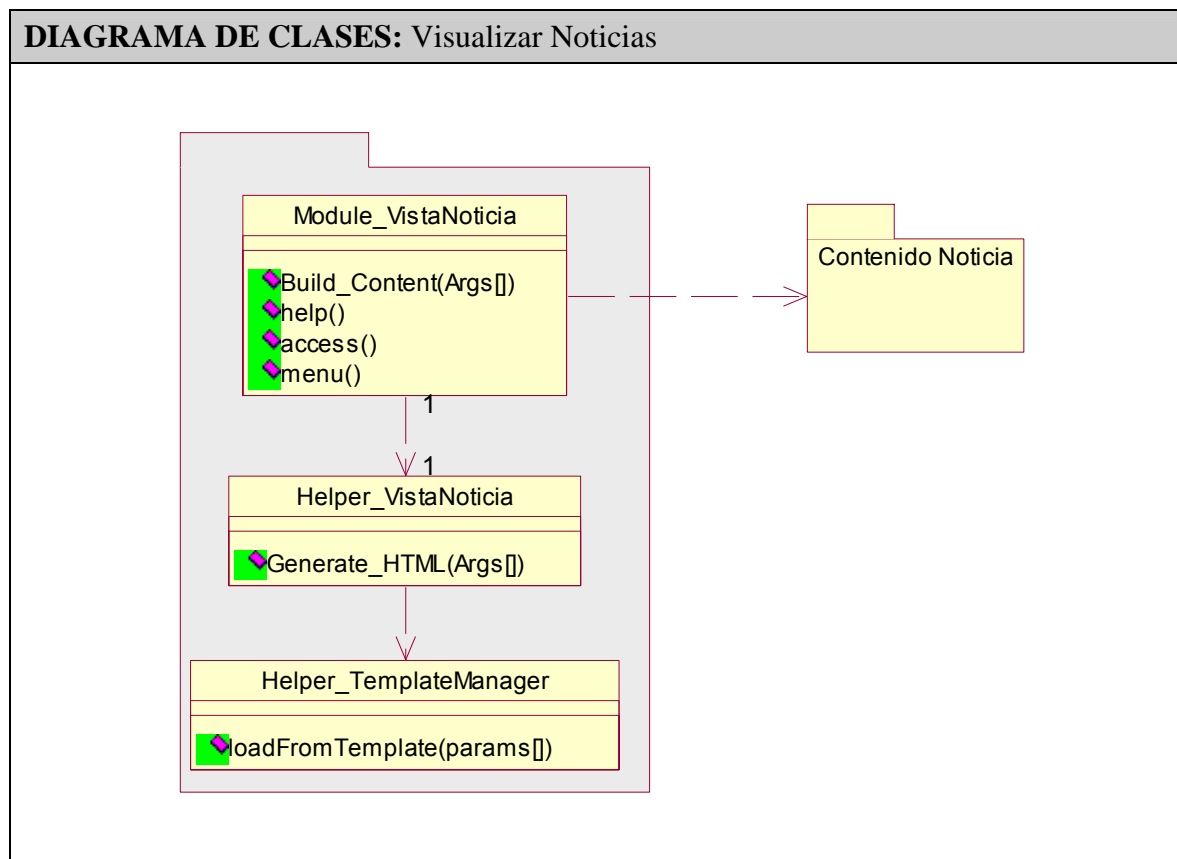 DIAGRAMA DE CLASES: Visualizar Noticias
Module_VistaNoticia
Build_Content(Args[])
help()
access()
menu()
Contenido Noticia
1
1
Helper_VistaNoticia
Generate_HTML(Args[])
Helper_TemplateManager
loadFromTemplate(params[])